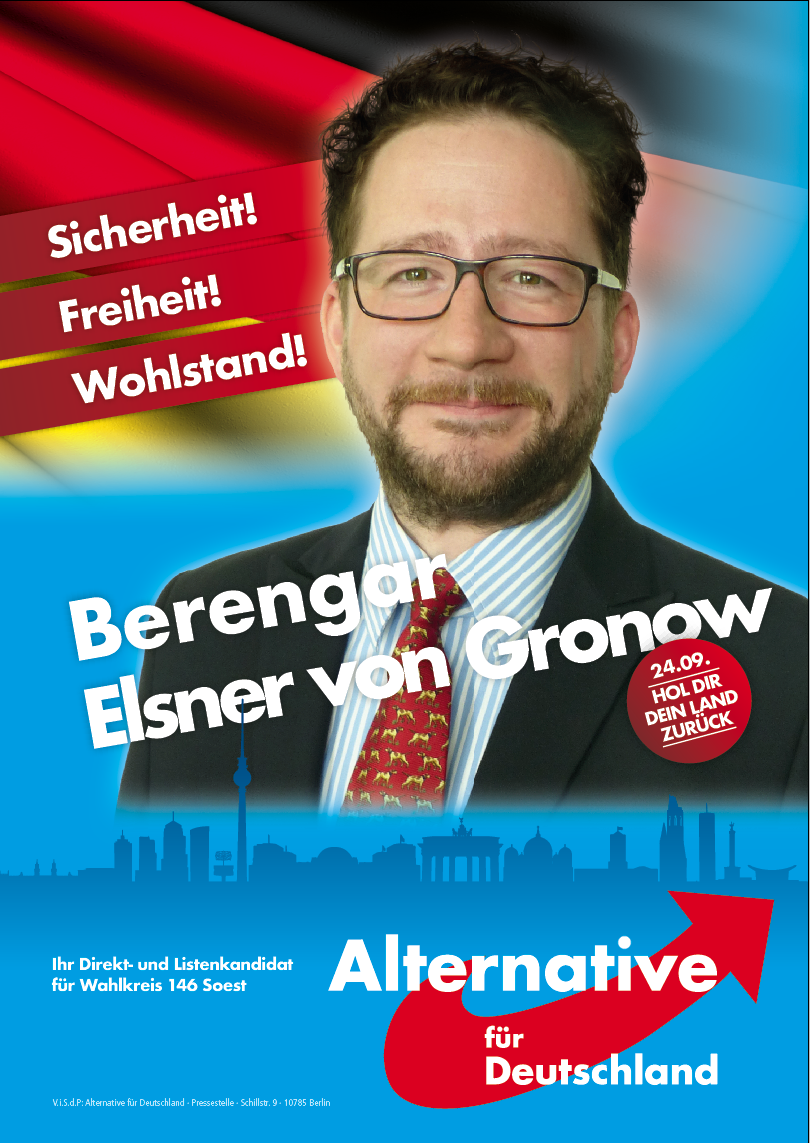 Sicherheit!
Freiheit!
Wohlstand!
Berengar
Elsner von Gronow
24.09.
HOL DIR
DEIN LAND
ZURÜCK
Ihr Direkt- und Listenkandidat
für Wahlkreis 146 Soest
Alternative
für
Deutschland
V.i.S.d.P: Alternative für Deutschland · Pressestelle · Schillstr. 9 · 10785 Berlin